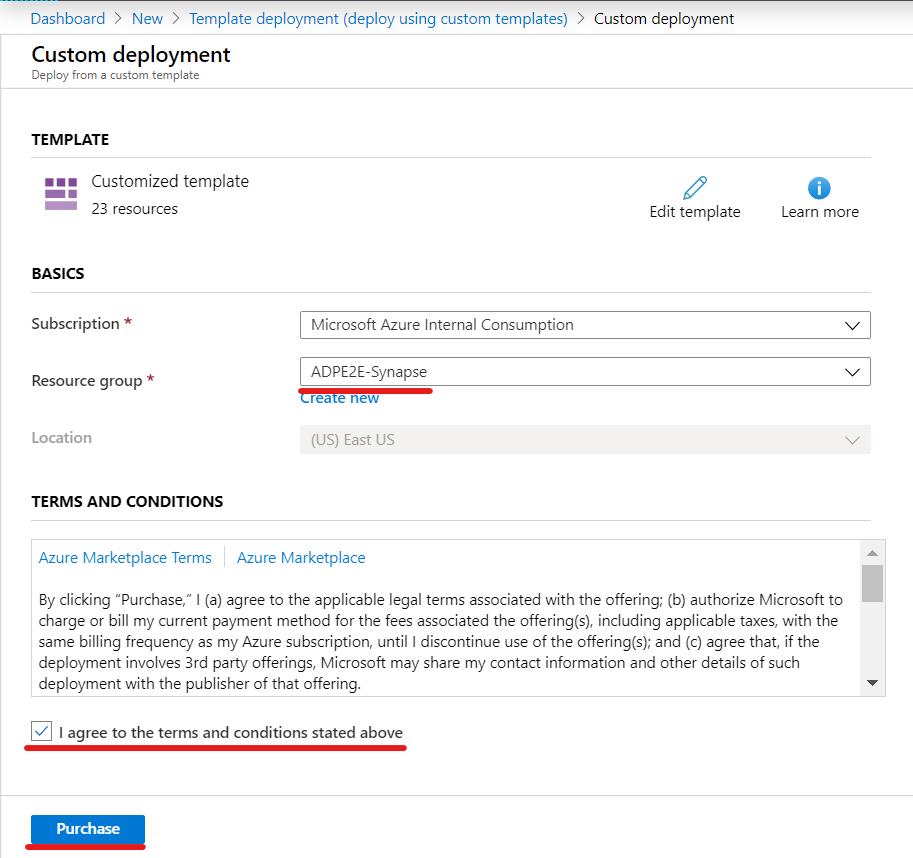 Dashboard > New > Template deployment (deploy using custom templates) > Custom deployment
Custom deployment
Deploy from a custom template
TEMPLATE
Customized template
23 resources
Edit template
Learn more
BASICS
Subscription *
Microsoft Azure Internal Consumption
Resource group *
ADPE2E-Synapse
Create new
Location
(US) East US
TERMS AND CONDITIONS
Azure Marketplace Terms | Azure Marketplace
By clicking “Purchase,” I (a) agree to the applicable legal terms associated with the offering; (b) authorize Microsoft to
charge or bill my current payment method for the fees associated the offering(s), including applicable taxes, with the
same billing frequency as my Azure subscription, until I discontinue use of the offering(s); and (c) agree that, if the
deployment involves 3rd party offerings, Microsoft may share my contact information and other details of such
deployment with the publisher of that offering.
I agree to the terms and conditions stated above
Purchase